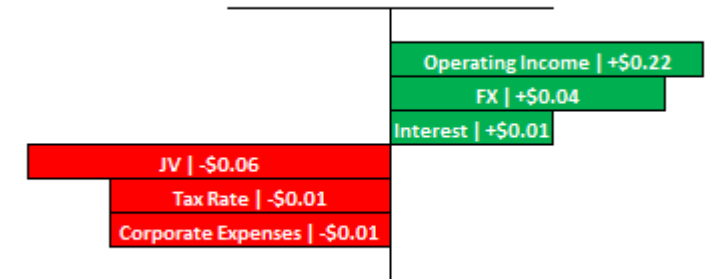 Operating Income | +$0.22
FX | +$0.04
Interest | +$0.01
JV | -$0.06
Tax Rate | -$0.01
Corporate Expenses | -$0.01